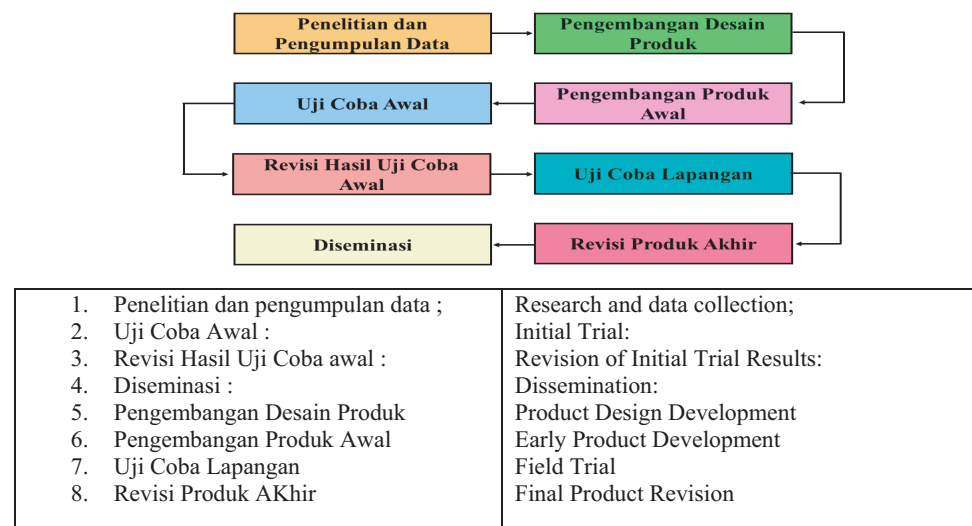 Penelitian dan
Pengumpulan Data
Pengembangan Desain
Produk
Uji Coba Awal
Pengembangan Produk
Awal
Revisi Hasil Uji Coba
Awal
Uji Coba Lapangan
Diseminasi
Revisi Produk Akhir
1. Penelitian dan pengumpulan data ;
2. Uji Coba Awal :
3. Revisi Hasil Uji Coba awal :
4. Diseminasi :
5. Pengembangan Desain Produk
6. Pengembangan Produk Awal
7. Uji Coba Lapangan
8. Revisi Produk AKhir
Research and data collection;
Initial Trial:
Revision of Initial Trial Results:
Dissemination:
Product Design Development
Early Product Development
Field Trial
Final Product Revision